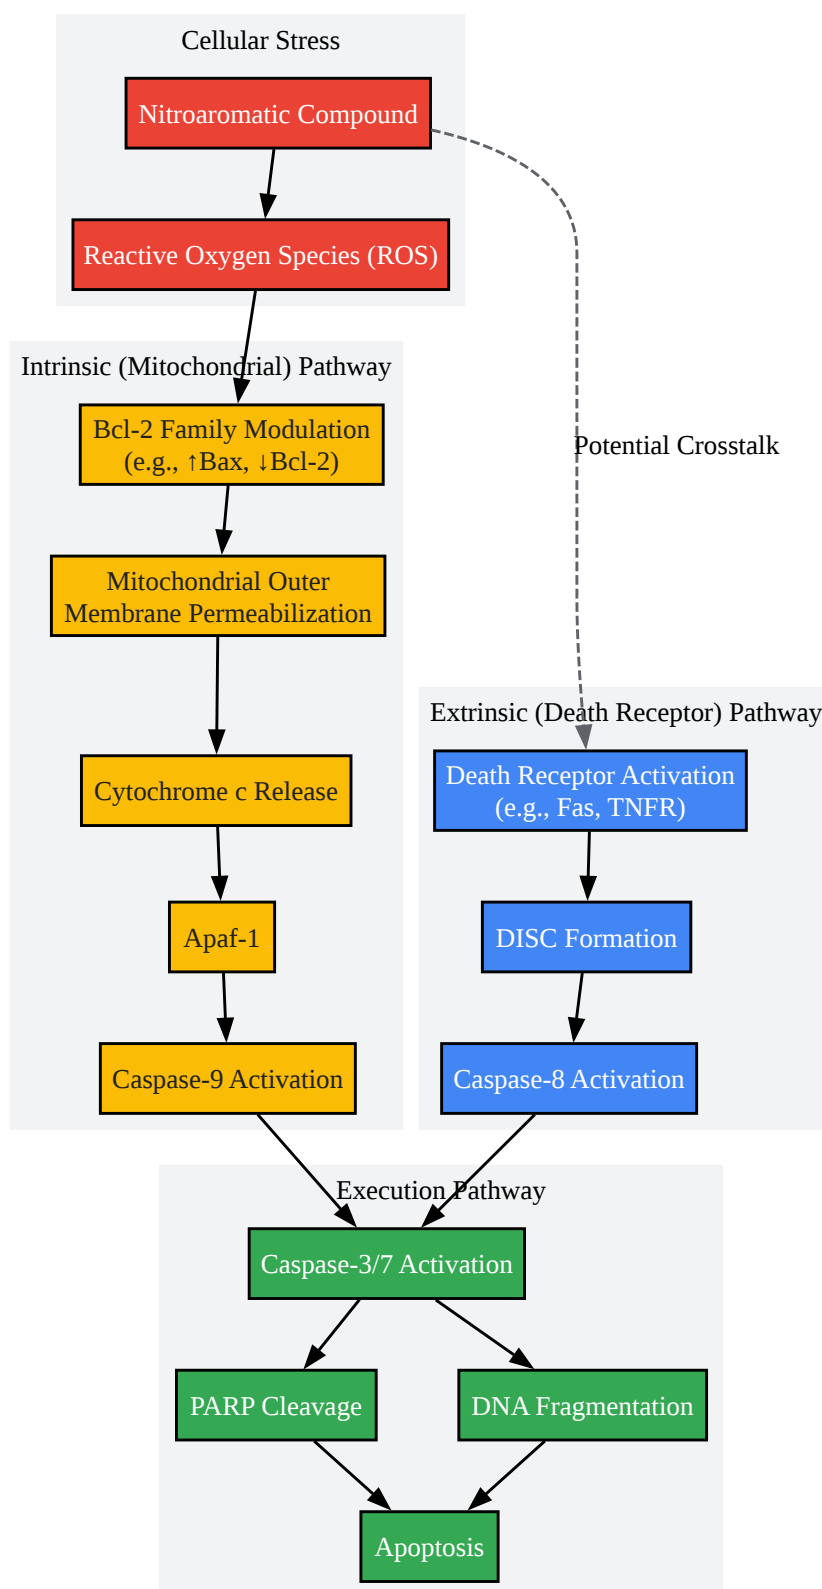 Cellular Stress
Nitroaromatic Compound
Reactive Oxygen Species (ROS)
Intrinsic (Mitochondrial) Pathway
Bcl-2 Family Modulation
(e.g., ↑Bax, ↓Bcl-2)
Potential Crosstalk
Mitochondrial Outer
Membrane Permeabilization
Extrinsic (Death Receptor) Pathway
Cytochrome c Release
Death Receptor Activation
(e.g., Fas, TNFR)
Apaf-1
DISC Formation
Caspase-9 Activation
Caspase-8 Activation
Execution Pathway
Caspase-3/7 Activation
PARP Cleavage
DNA Fragmentation
Apoptosis